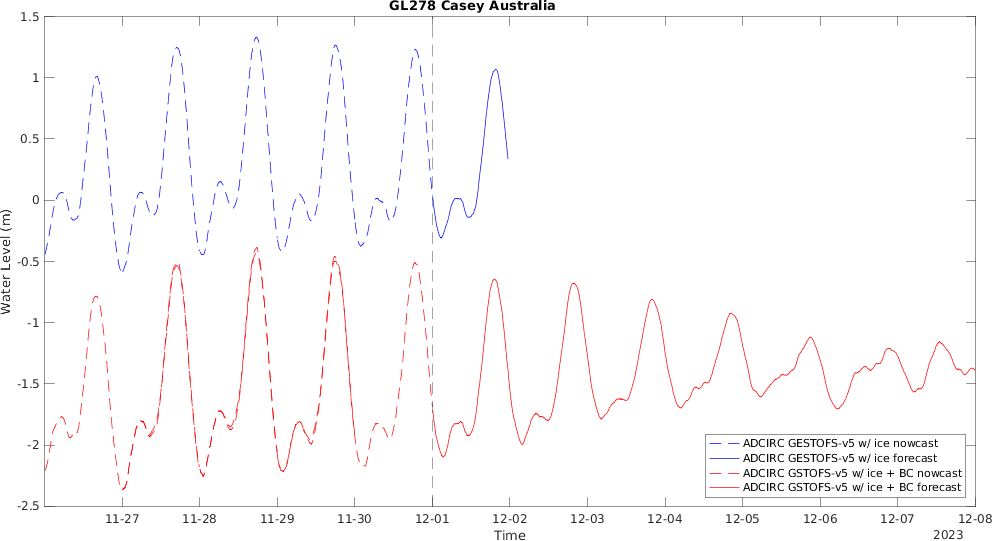 GL278 Casey Australia
1.5
1
0.5
0
-0.5
-1
-1.5
-2
-2.5
Water Level (m)
11-27 11-28 11-29 11-30 12-01 12-02 12-03 12-04 12-05 12-06 12-07 12-08
Time
2023
ADCIRC GESTOFS-v5 w/ ice nowcast
ADCIRC GESTOFS-v5 w/ ice forecast
ADCIRC GSTOFS-v5 w/ ice + BC nowcast
ADCIRC GSTOFS-v5 w/ ice + BC forecast